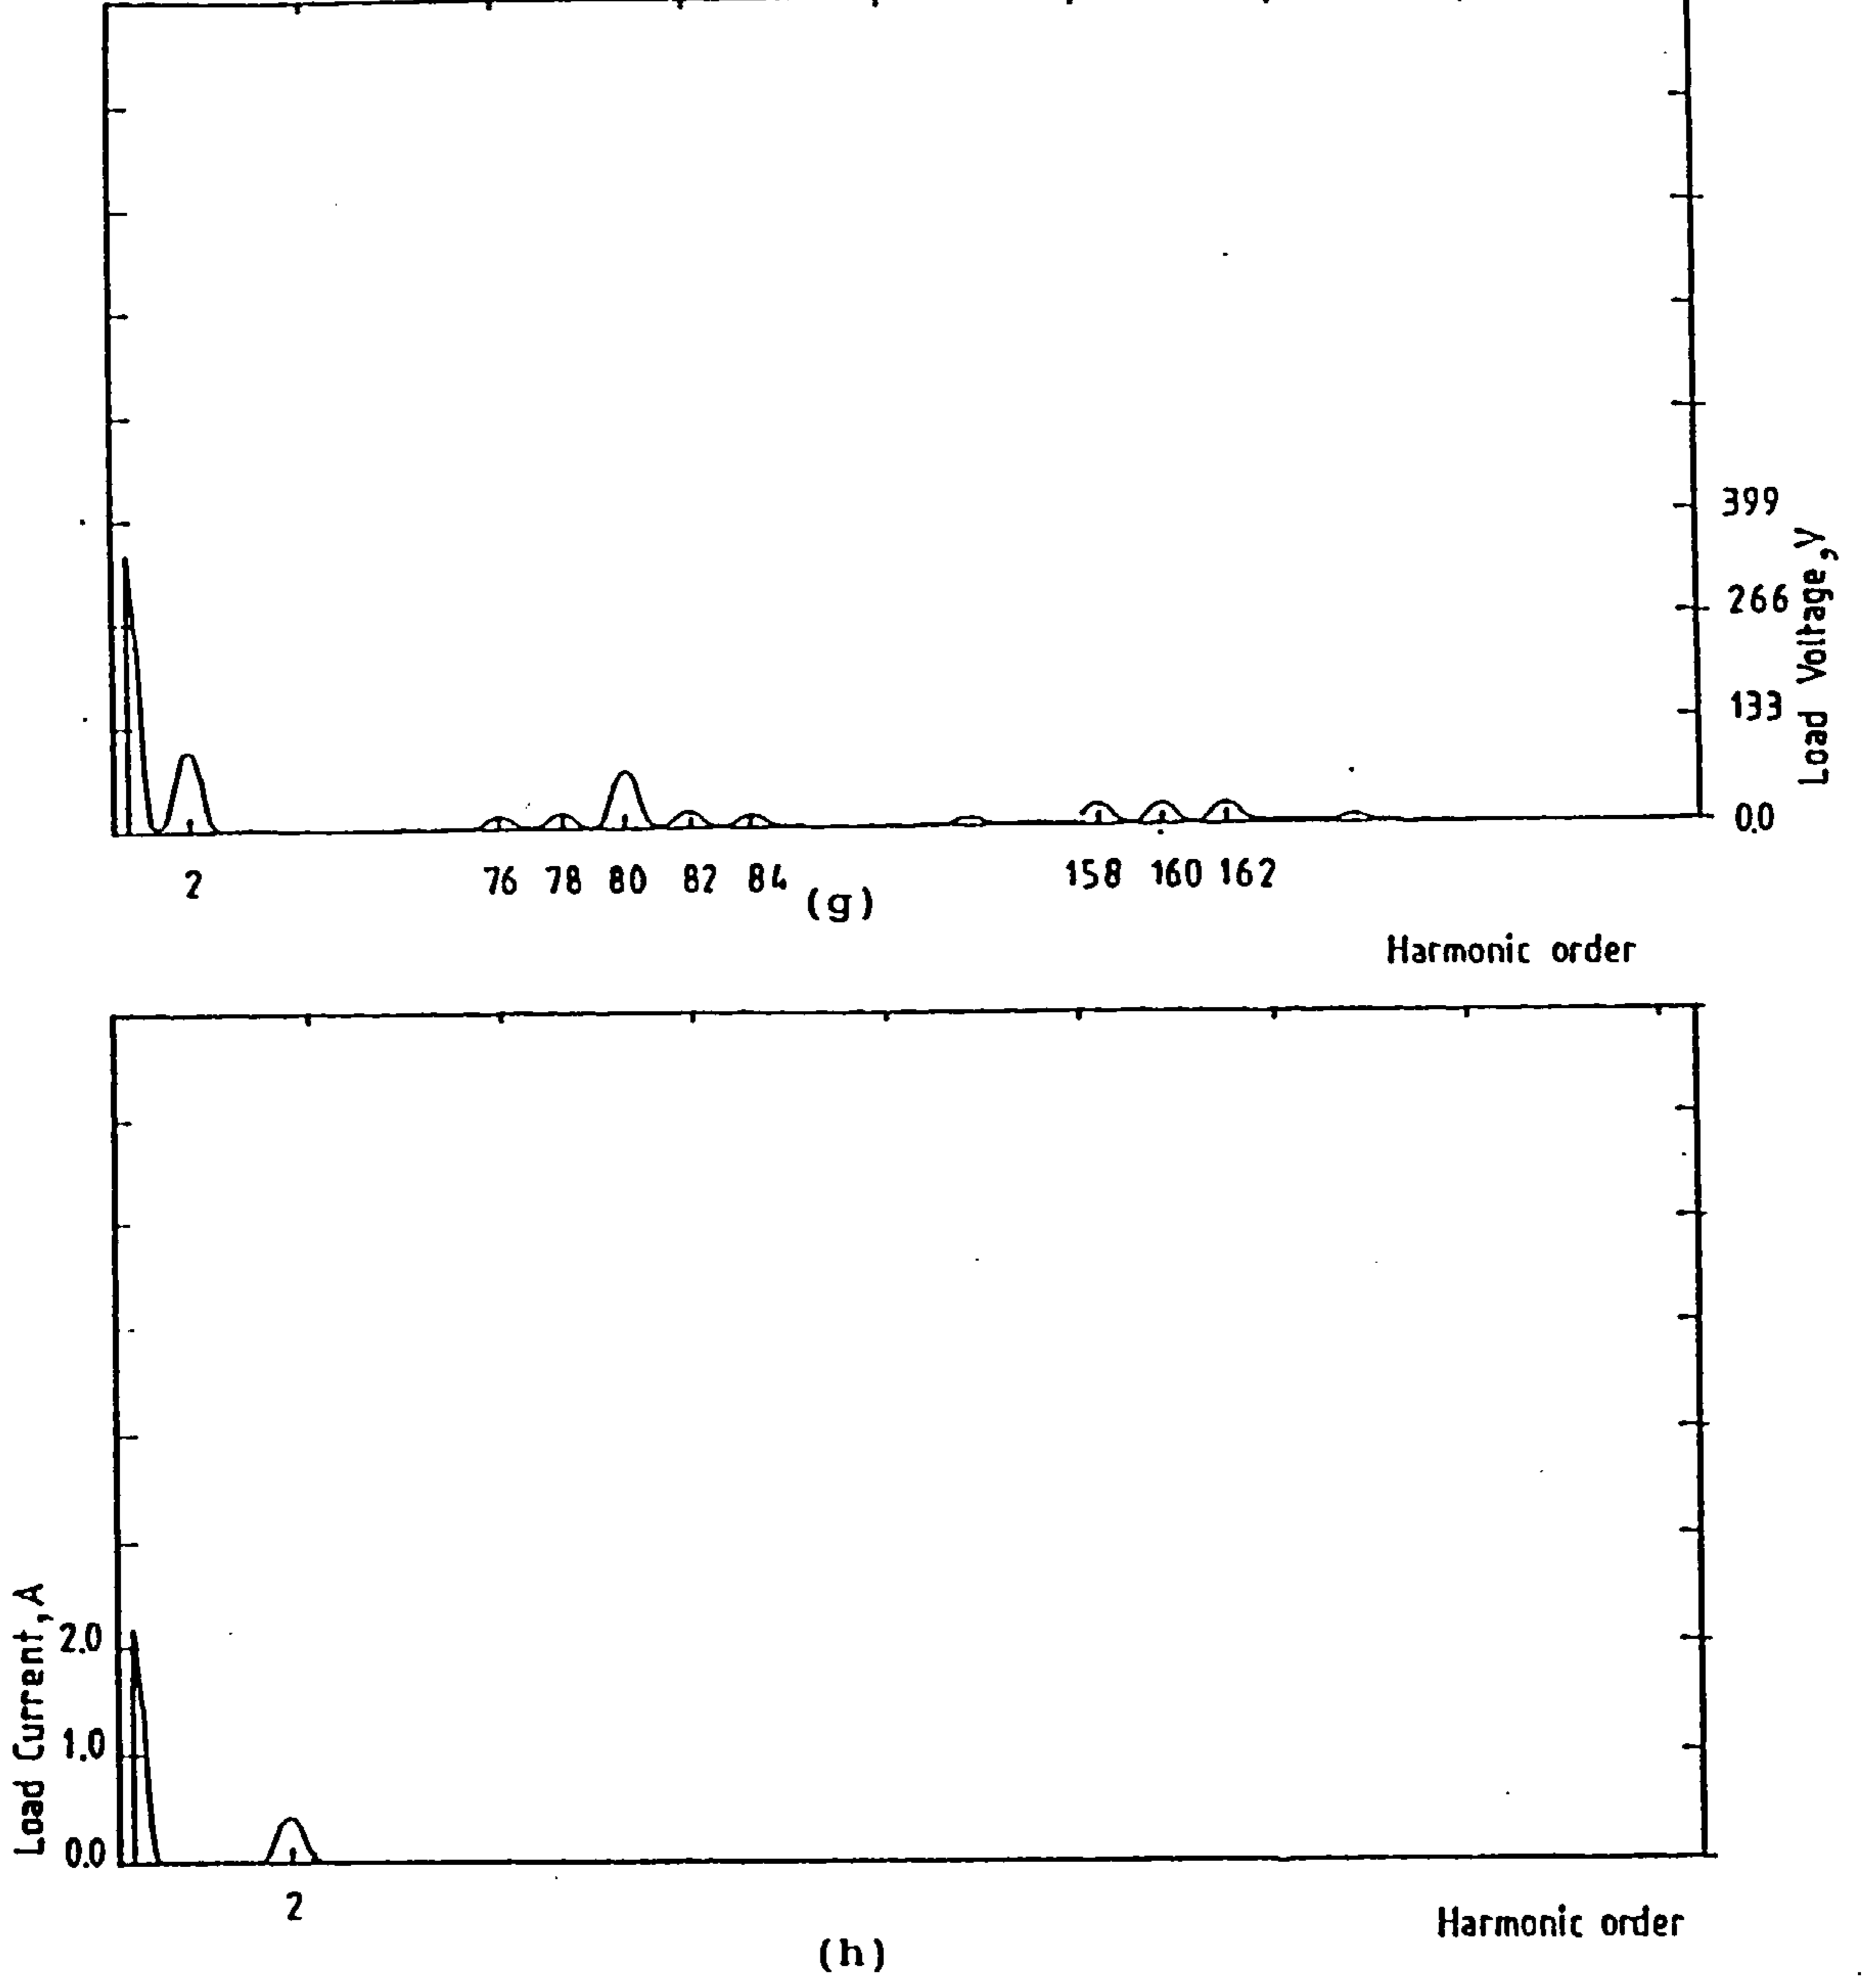 399
266
133
0.0
Load Voltage, V
2 76 78 80 82 84 158 160 162
(g)
Harmonic order
Load Current, A
2.0
1.0
0.0
2
Harmonic order
(h)